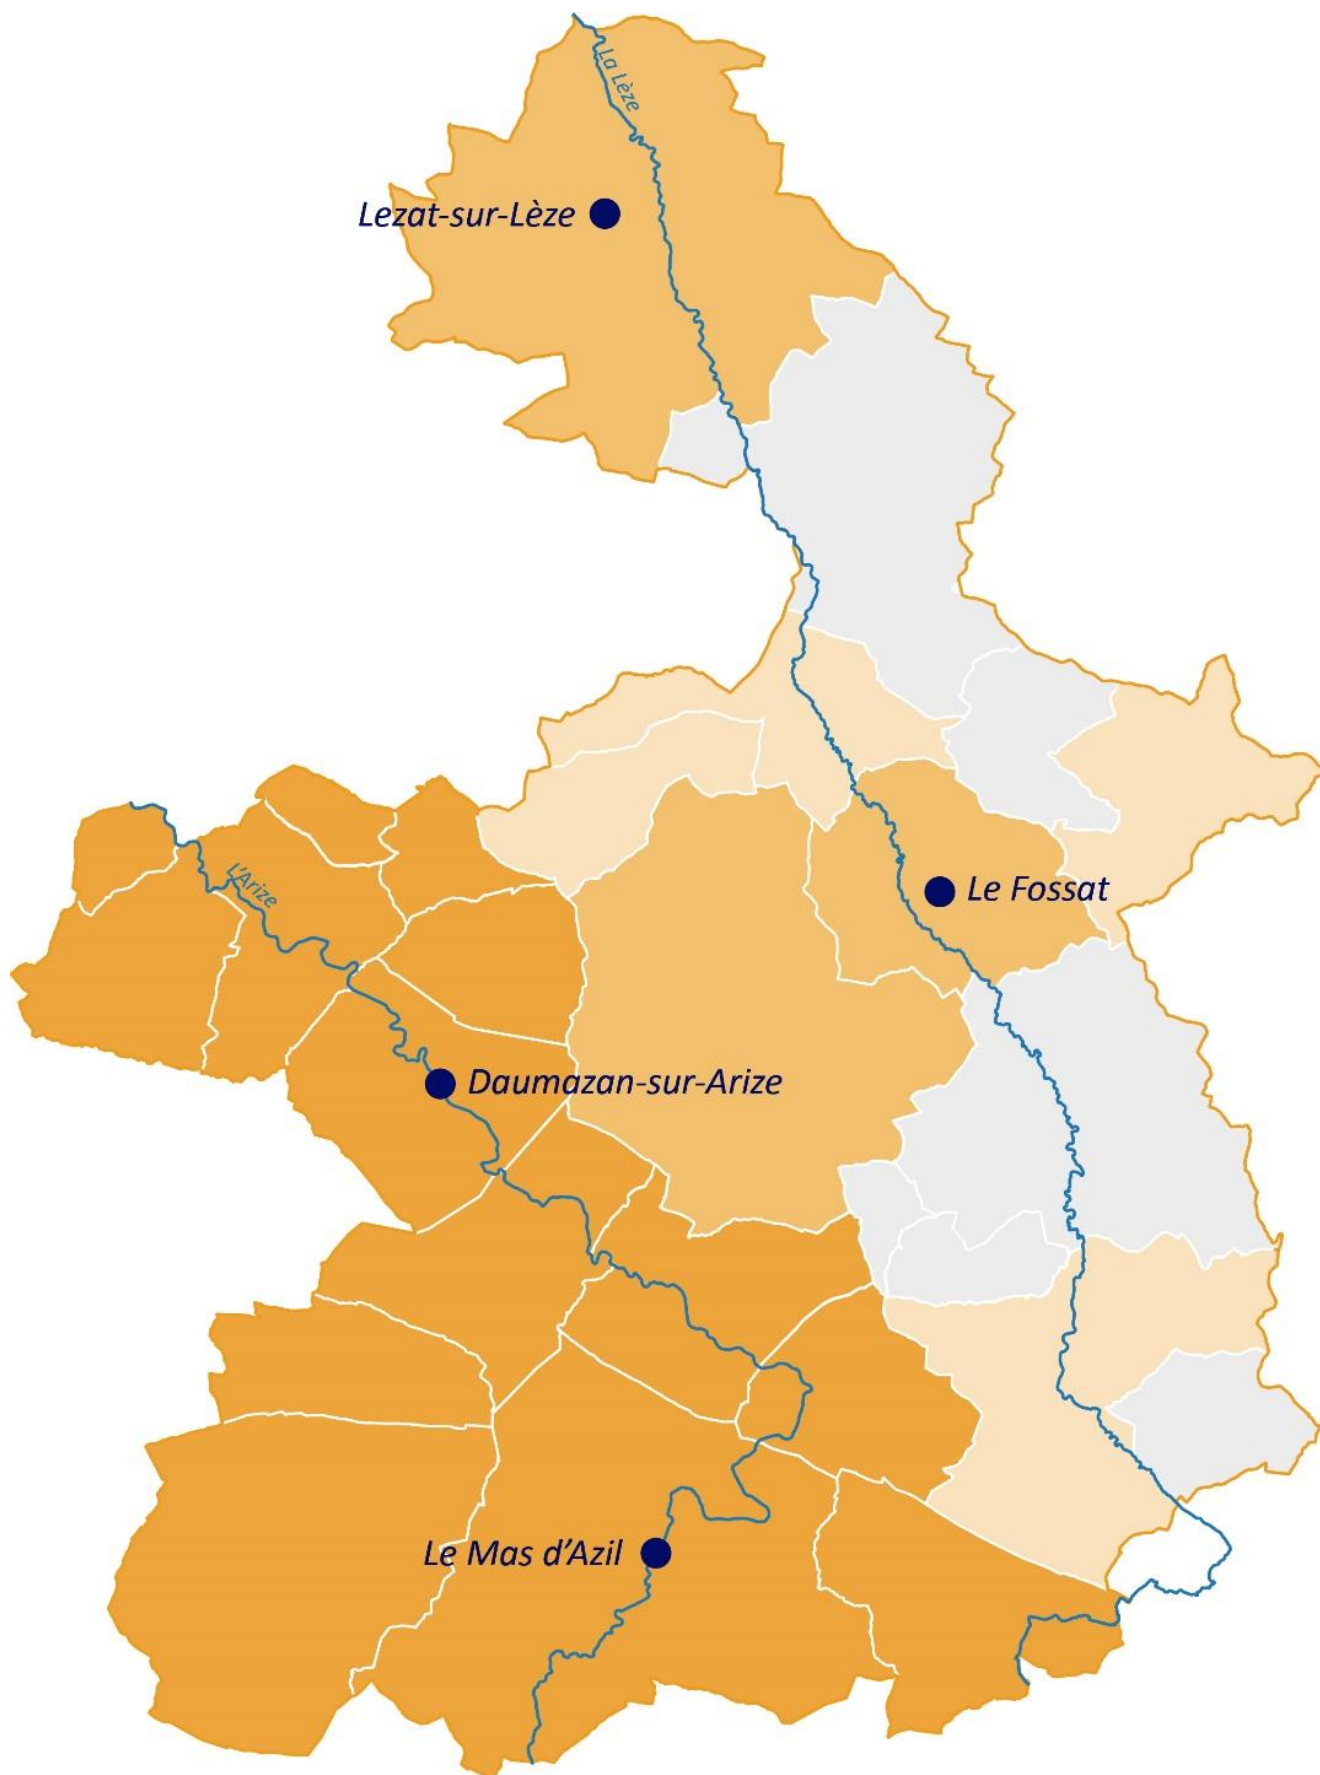 La Lèze
Lezat-sur-Lèze
L'Arize
Le Fossat
Daumazan-sur-Arize
Le Mas d'Azil